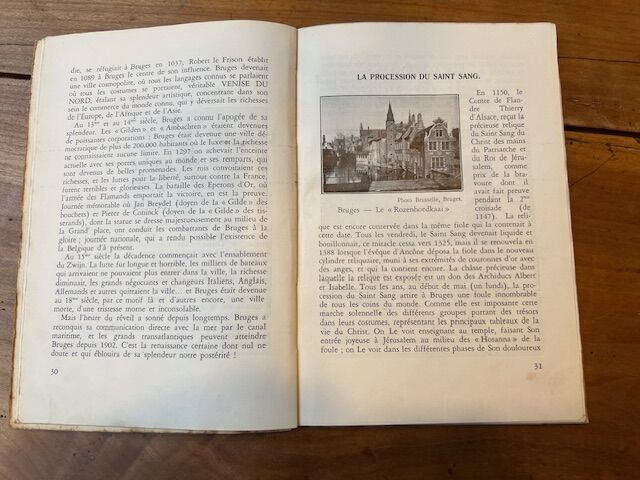 die, se réfugiait à Bruges en 1037; Robert le Frison établit
en 1089 à Bruges le centre de son influence. Bruges devenait
une ville cosmopolite, où tous les langages connus se parlaient
où tous les costumes se portaient, véritable VENISE DU
NORD, étalant sa splendeur artistique, concentrant dans son
sein le commerce du monde connu, qui y déversait les richesses
de l'Europe, de l'Afrique et de l'Asie.
Au 13me et au 14me siècle, Bruges a connu l'apogée de sa
splendeur. Les « Gilden » et « Ambachren » étaient devenues
de puissantes corporations: Bruges était devenue une ville dé-
mocratique de plus de 200.000 habitants où le luxe et la richesse
ne connaissaient aucune limite. En 1297 on achevait l'enceinte
actuelle avec ses portes uniques au monde et ses remparts, qui
sont devenus de belles promenades. Les rois convoitaient ces
richesses, et les luttes pour la liberté, surtout contre la France,
furent terribles et glorieuses. La bataille des Eperons d'Or, où
l'armée des Flamands emporta la victoire, en est la preuve.
Journée mémorable où Jan Breydel (doyen de la « Gilde » des
bouchers) et Pieter de Coninck (doyen de la « Gilde » des tis-
serands), dont la statue se dresse majestueusement au milieu de
la Grand' place, ont conduit les combattants de Bruges à la
gloire; journée nationale, qui a rendu possible l'existence de
la Belgique d'à présent.
Au 15me siècle la décadence commençait avec l'ensablement
du Zwijn. La lutte fut longue et horrible, les milliers de bateaux
qui arrivaient ne pouvaient plus entrer dans la ville, la richesse
diminuait, les grands négociants et changeurs Italiens, Anglais,
Allemands et autres quittaient la ville... et Bruges était devenue
au 18me siècle, par ce motif là et d'autres encore, une ville
morte, d'une tristesse morne et inconsolable.
Mais l'heure du réveil a sonné depuis longtemps. Bruges a
reconquis sa communication directe avec la mer par le canal
maritime, et les grands transatlantiques peuvent atteindre
Bruges depuis 1902. C'est la renaissance certaine dont nul ne
doute et qui éblouira de sa splendeur notre postérité !
30
LA PROCESSION DU SAINT SANG.
En 1150, le
Comte de Flan-
dre Thierry
d'Alsace, reçut
la précieuse
relique
du Saint Sang du
Christ des mains
du Patriarche et
du Roi de Jérusa-
lem, comme
prix de la bra-
voure dont il
avait fait preuve
pendant la 2me
croisade (de
1147). La reli-
Photo Brusselle, Bruges.
Bruges — Le « Rozenhoedkaai »
que est encore conservée dans la même fiole qui la contenait à
cette date. Tous les vendredi, le Saint Sang devenait liquide et
bouillonnait, ce miracle cessa vers 1325, mais il se renouvela en
1388 lorsque l'évêque d'Ancône déposa la fiole dans le nouveau
cylindre reliquaire, muni à ses extrémités de couronnes d'or avec
des anges, et qui la contient encore. La châsse précieuse dans
laquelle la relique est exposée est un don des Archiducs Albert
et Isabelle. Tous les ans, au début de mai, (un lundi), la pro-
cession du Saint Sang attire à Bruges une foule innombrable
de tous les coins du monde. Comme elle est imposante cette
marche solennelle des différents groupes portant des trésors
dans leurs costumes, représentant les principaux tableaux de la
vie du Christ. On Le voit enseignant au temple, faisant Son
entrée joyeuse à Jérusalem au milieu des « Hosanna » de la
foule; on Le voit dans les différentes phases de Son douloureux
31